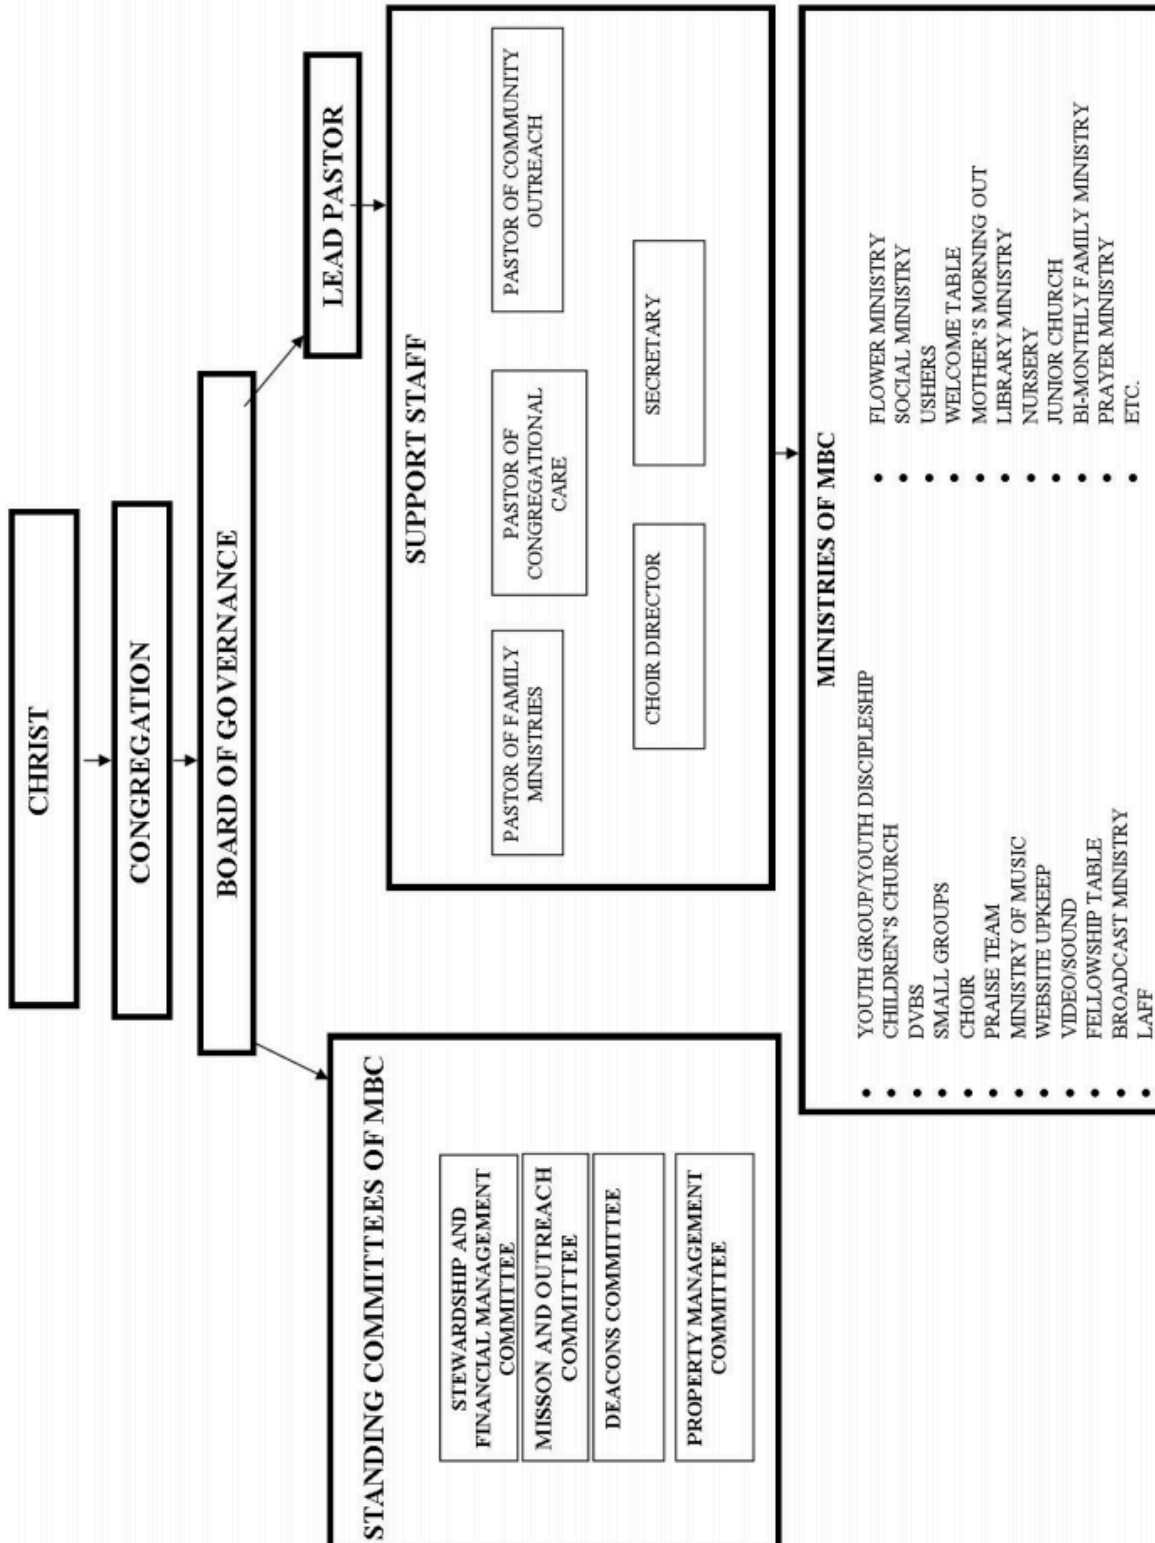 CHRIST
CONGREGATION
BOARD OF GOVERNANCE
LEAD PASTOR
STANDING COMMITTEES OF MBC
STEWARDSHIP AND
FINANCIAL MANAGEMENT
COMMITTEE
MISSON AND OUTREACH
COMMITTEE
DEACONS COMMITTEE
PROPERTY MANAGEMENT
COMMITTEE
SUPPORT STAFF
PASTOR OF FAMILY
MINISTRIES
PASTOR OF
CONGREGATIONAL
CARE
PASTOR OF COMMUNITY
OUTREACH
CHOIR DIRECTOR
SECRETARY
MINISTRIES OF MBC
• YOUTH GROUP/YOUTH DISCIPLESHIP
• CHILDREN'S CHURCH
• DVBS
• SMALL GROUPS
• CHOIR
• PRAISE TEAM
• MINISTRY OF MUSIC
• WEBSITE UPKEEP
• VIDEO/SOUND
• FELLOWSHIP TABLE
• BROADCAST MINISTRY
• LAFF
• FLOWER MINISTRY
• SOCIAL MINISTRY
• USHERS
• WELCOME TABLE
• MOTHER'S MORNING OUT
• LIBRARY MINISTRY
• NURSERY
• JUNIOR CHURCH
• BI-MONTHLY FAMILY MINISTRY
• PRAYER MINISTRY
• ETC.